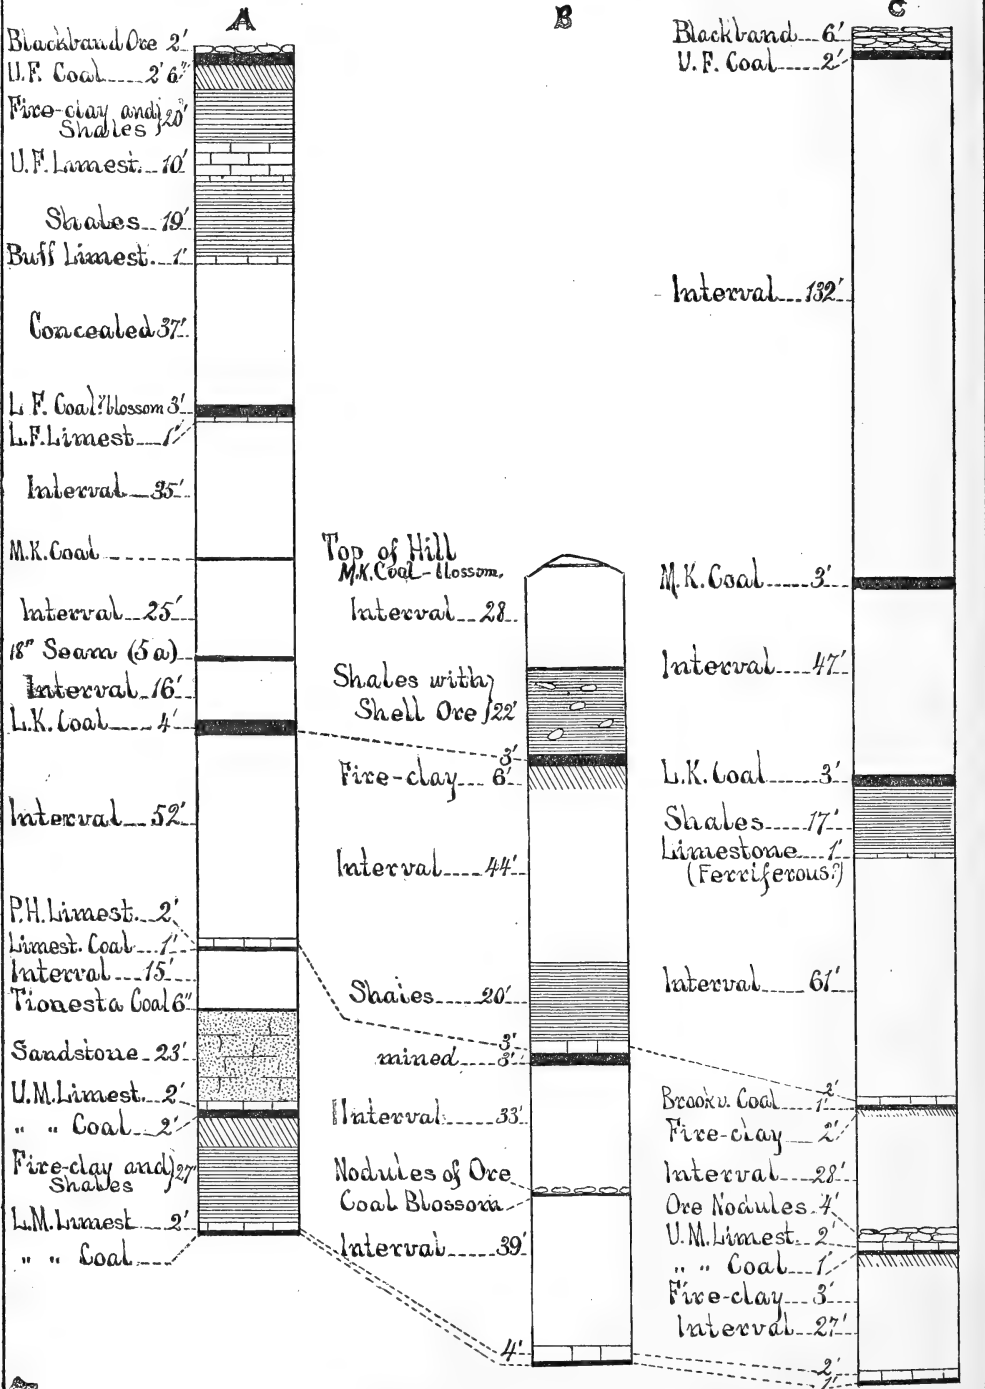 A
Blackband Ore 2'
U.F. Coal 2' 6"
Fire-clay and
Shales 20'
U.F. Limest. 10'
Shales 19'
Buff Limest. 1'
Concealed 37'
L.F. Coal? blossom 3'
L.F. Limest 1'
Interval 35'
M.K. Coal
Interval 25'
18" Seam (5a)
Interval 16'
L.K. Coal 4'
Interval 52'
P.H. Limest. 2'
Limest. Coal 1'
Interval 15'
Tionesta Coal 6"
Sandstone 23'
U.M. Limest. 2'
" " Coal 2'
Fire-clay and
Shales 27'
L.M. Limest 2'
" " Coal
B
Top of Hill
M.K. Coal-blossom.
Interval 28
Shales with
Shell Ore 22'
3'
Fire-clay 6'
Interval 44'
Shales 20'
3'
mined 3'
Interval 33'
Nodules of Ore
Coal Blossom
Interval 39'
4'
C
Blackband 6'
U.F. Coal 2'
Interval 132'
M.K. Coal 3'
Interval 47'
L.K. Coal 3'
Shales 17'
Limestone 1'
(Ferriferous?)
Interval 61'
2'
Brookv. Coal 1'
Fire-clay 2'
Interval 28'
Ore Nodules 4'
U.M. Limest. 2'
" " Coal 1'
Fire-clay 3'
Interval 27'
2'
1'